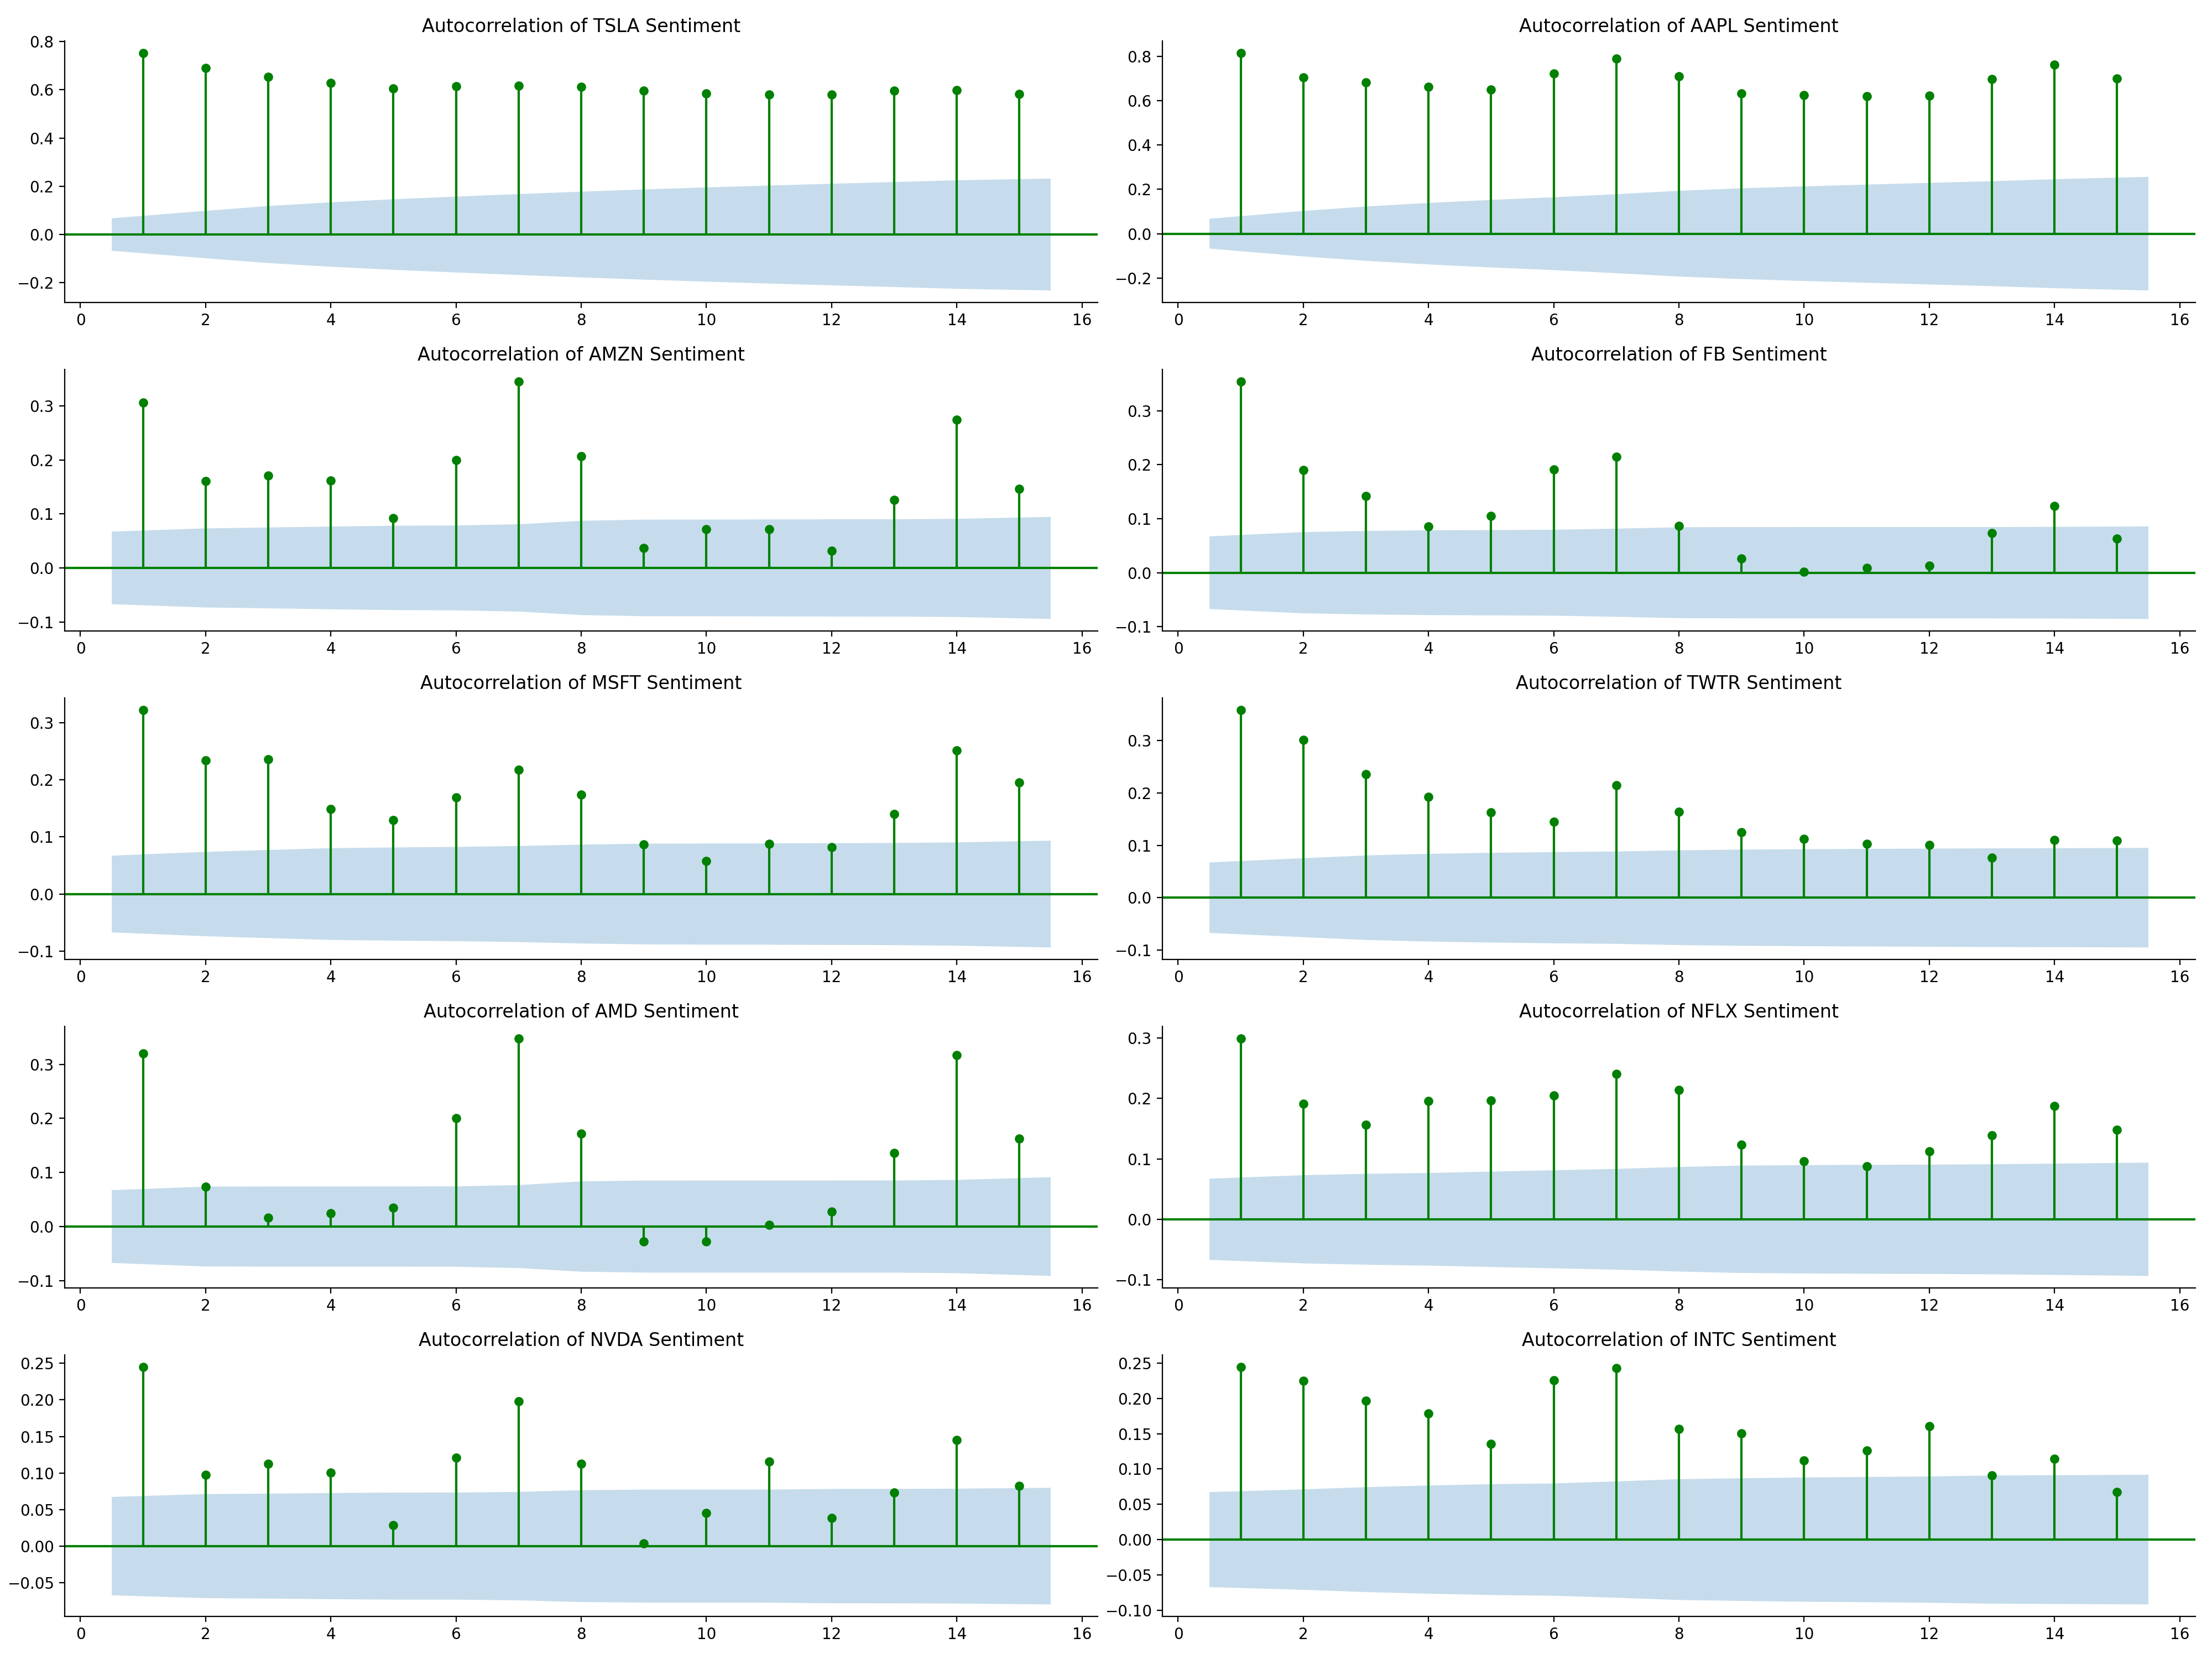 Autocorrelation of TSLA Sentiment
0.8
0.6
0.4
0.2
0.0
−0.2
0 2 4 6 8 10 12 14 16
Autocorrelation of AAPL Sentiment
0.8
0.6
0.4
0.2
0.0
−0.2
0 2 4 6 8 10 12 14 16
Autocorrelation of AMZN Sentiment
0.3
0.2
0.1
0.0
−0.1
0 2 4 6 8 10 12 14 16
Autocorrelation of FB Sentiment
0.3
0.2
0.1
0.0
−0.1
0 2 4 6 8 10 12 14 16
Autocorrelation of MSFT Sentiment
0.3
0.2
0.1
0.0
−0.1
0 2 4 6 8 10 12 14 16
Autocorrelation of TWTR Sentiment
0.3
0.2
0.1
0.0
−0.1
0 2 4 6 8 10 12 14 16
Autocorrelation of AMD Sentiment
0.3
0.2
0.1
0.0
−0.1
0 2 4 6 8 10 12 14 16
Autocorrelation of NFLX Sentiment
0.3
0.2
0.1
0.0
−0.1
0 2 4 6 8 10 12 14 16
Autocorrelation of NVDA Sentiment
0.25
0.20
0.15
0.10
0.05
0.00
−0.05
0 2 4 6 8 10 12 14 16
Autocorrelation of INTC Sentiment
0.25
0.20
0.15
0.10
0.05
0.00
−0.05
−0.10
0 2 4 6 8 10 12 14 16